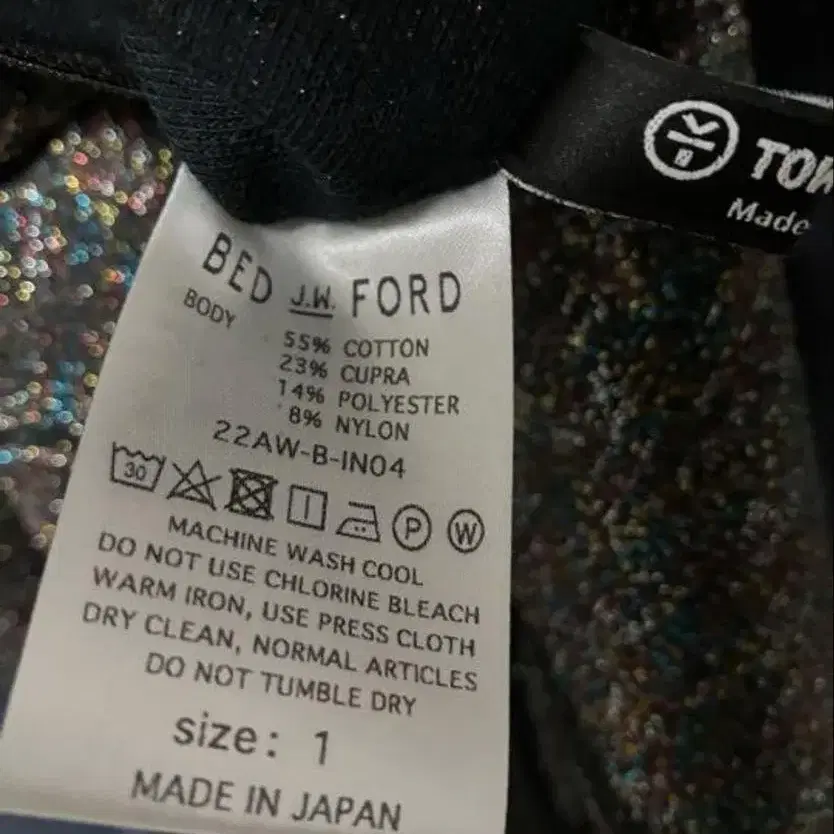 BED J.W. FORD
BODY
55% COTTON
23% CUPRA
14% POLYESTER
8% NYLON
22AW-B-IN04
30 P W
MACHINE WASH COOL
DO NOT USE CHLORINE BLEACH
WARM IRON, USE PRESS CLOTH
DRY CLEAN, NORMAL ARTICLES
DO NOT TUMBLE DRY
size: 1
MADE IN JAPAN
Made